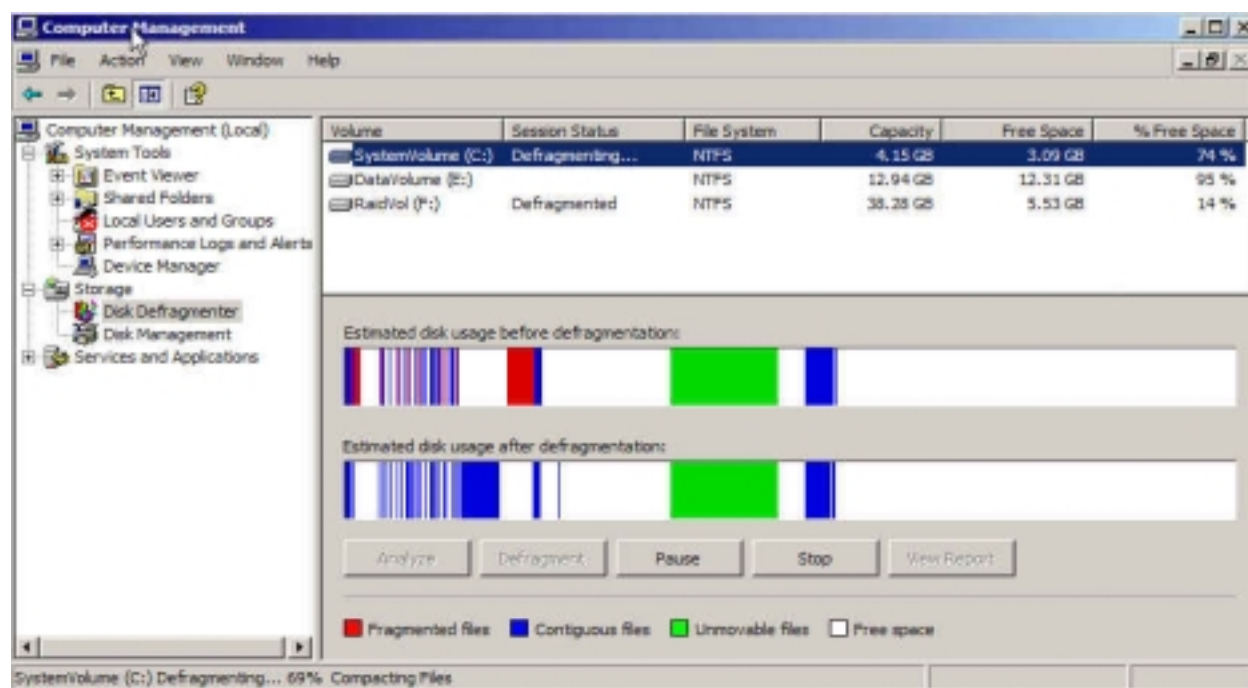 Computer Management
File Action View Window Help
Computer Management (Local)
System Tools
Event Viewer
Shared Folders
Local Users and Groups
Performance Logs and Alerts
Device Manager
Storage
Disk Defragmenter
Disk Management
Services and Applications
Volume Session Status File System Capacity Free Space % Free Space
SystemVolume (C:) Defragmenting... NTFS 4.15 GB 3.09 GB 74 %
DataVolume (E:) NTFS 12.94 GB 12.31 GB 95 %
RaidVol (F:) Defragmented NTFS 38.28 GB 5.53 GB 14 %
Estimated disk usage before defragmentation:
Estimated disk usage after defragmentation:
Analyze Defragment Pause Stop View Report
Fragmented files Contiguous files Unmovable files Free space
SystemVolume (C:) Defragmenting... 69% Compacting Files